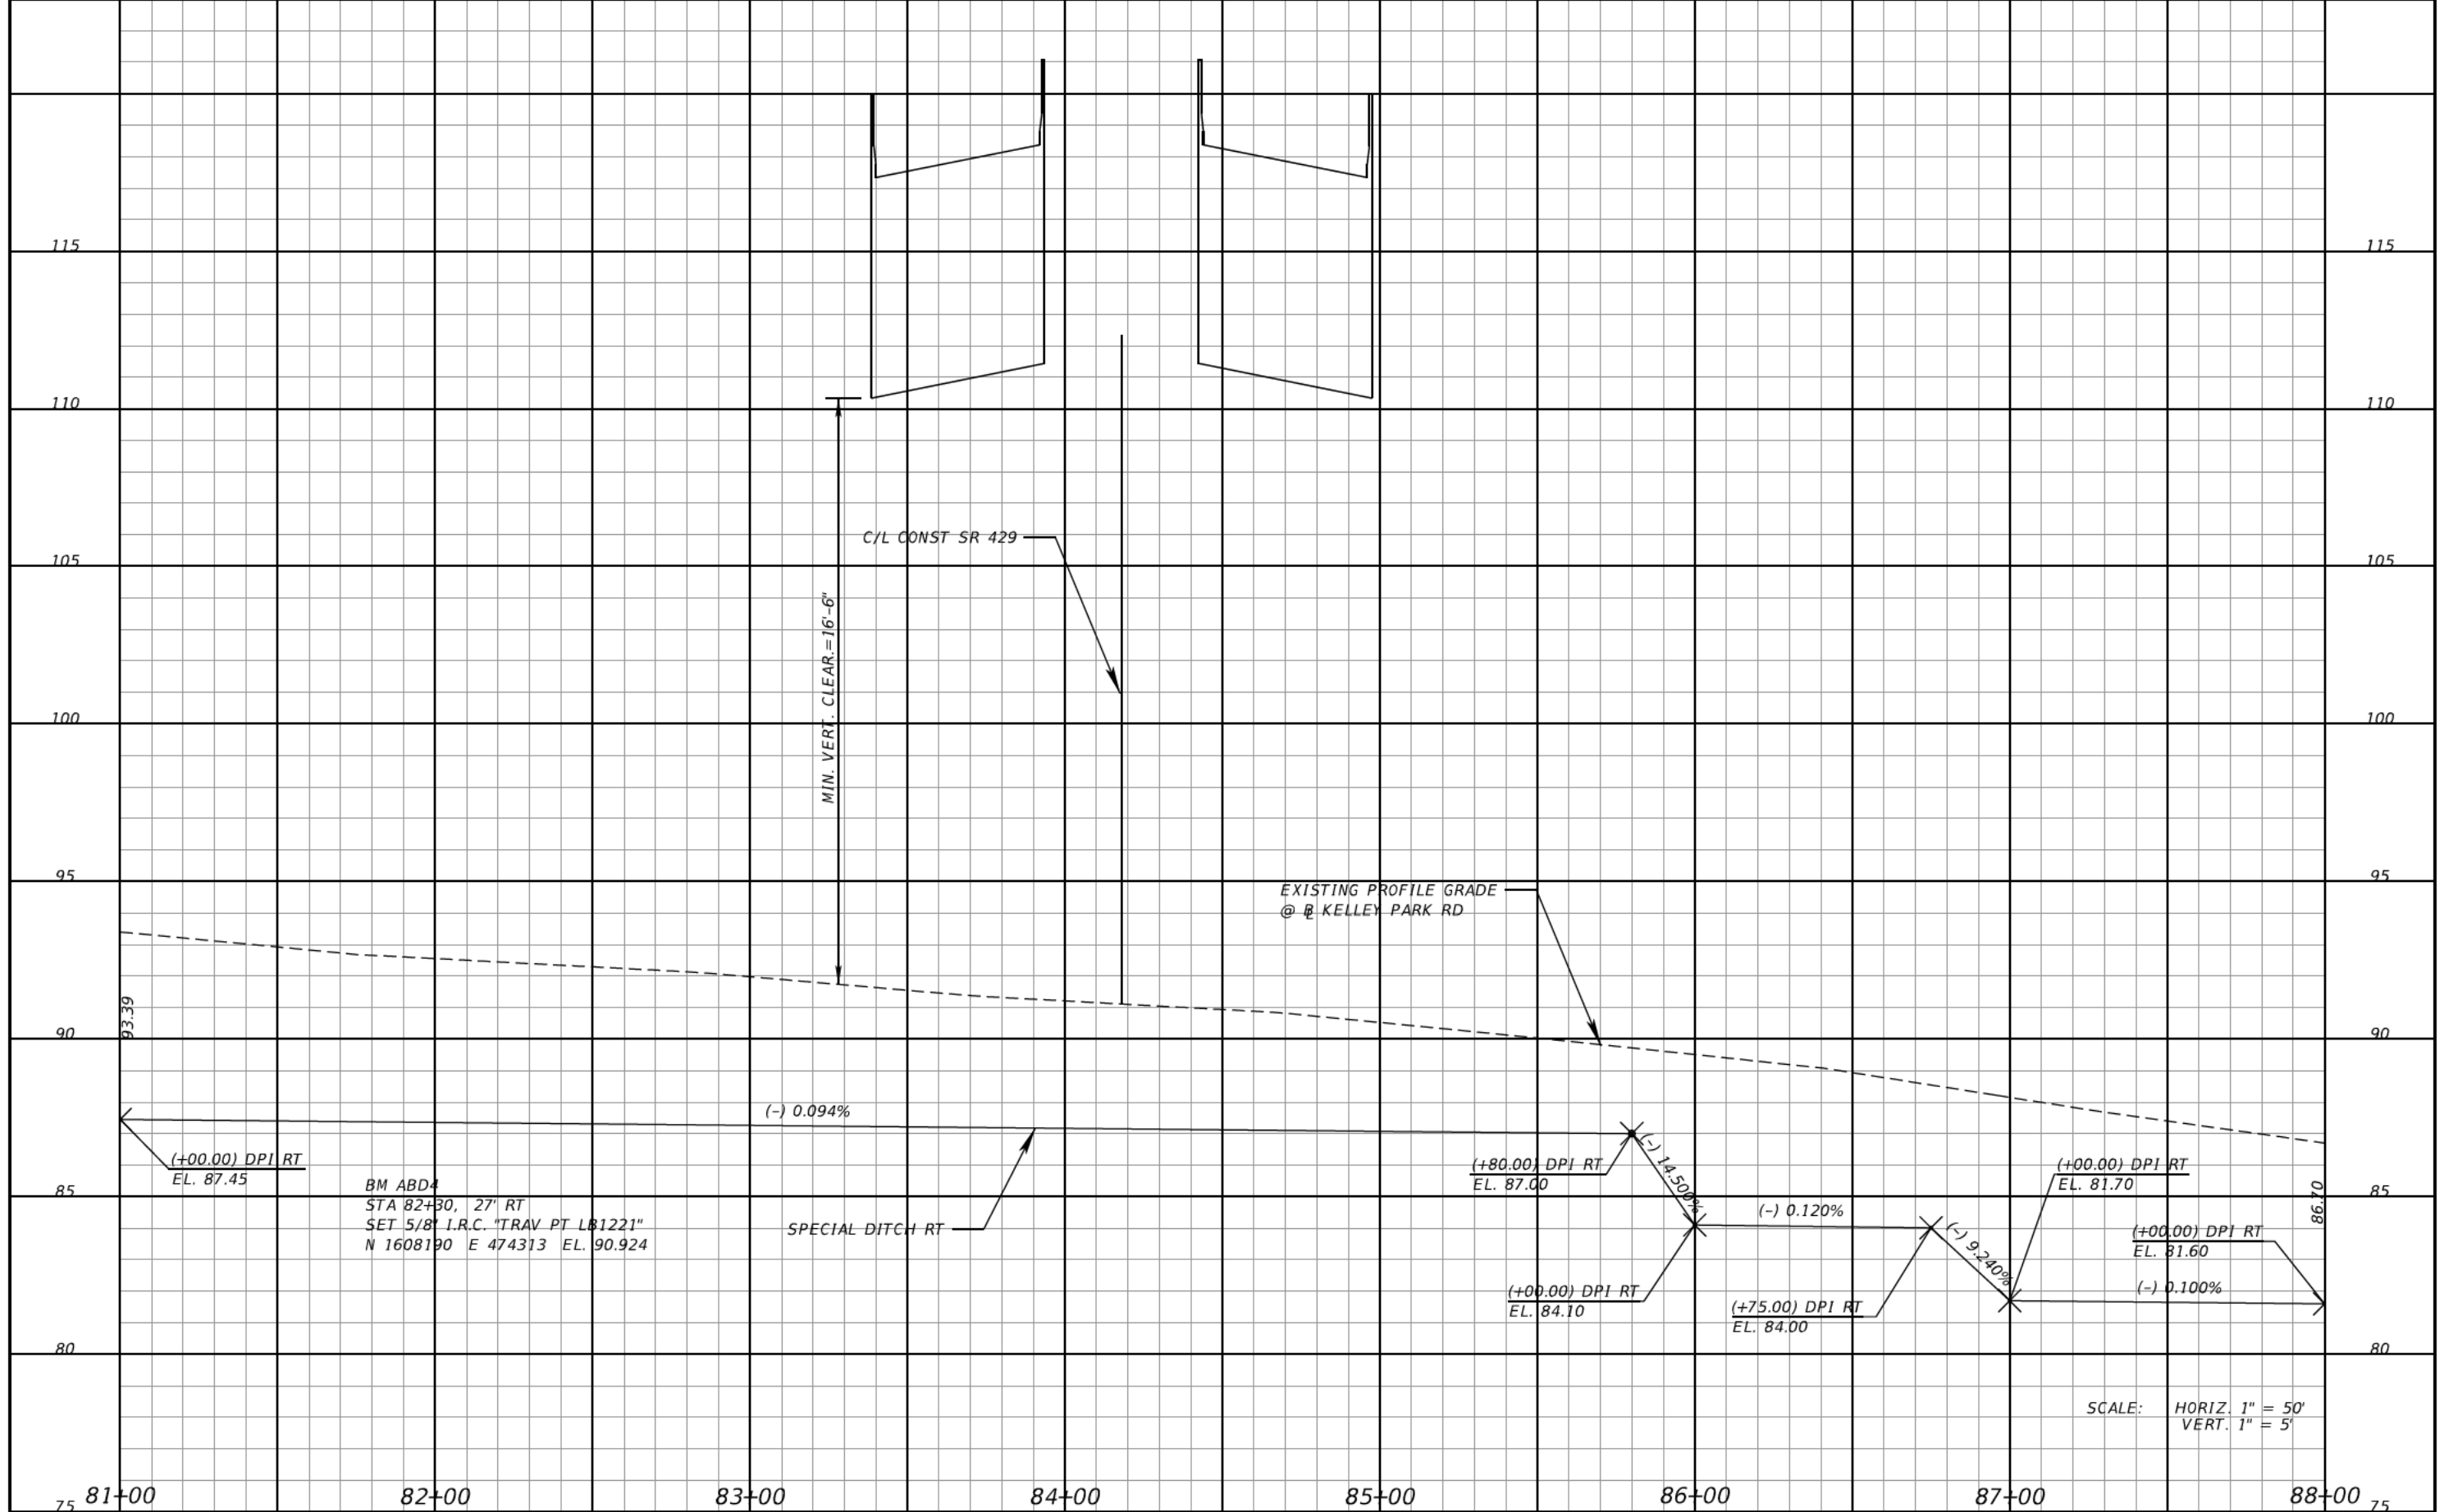 115 115
110 110
C/L CONST SR 429
105 105
MIN. VERT. CLEAR.=16'-6"
100 100
95 95
EXISTING PROFILE GRADE
@ KELLEY PARK RD
93.39
90 90
(-) 0.094%
(+00.00) DPI RT
EL. 87.45
BM ABD4
STA 82+30, 27' RT
SET 5/8" I.R.C. "TRAV PT LB1221"
N 1608190 E 474313 EL. 90.924
SPECIAL DITCH RT
(+80.00) DPI RT
EL. 87.00
(-) 14.500%
(+00.00) DPI RT
EL. 84.10
(-) 0.120%
(+75.00) DPI RT
EL. 84.00
(-) 9.240%
(+00.00) DPI RT
EL. 81.70
86.70
(+00.00) DPI RT
EL. 81.60
(-) 0.100%
85 85
80 80
SCALE: HORIZ. 1" = 50'
VERT. 1" = 5'
75 75
81+00 82+00 83+00 84+00 85+00 86+00 87+00 88+00